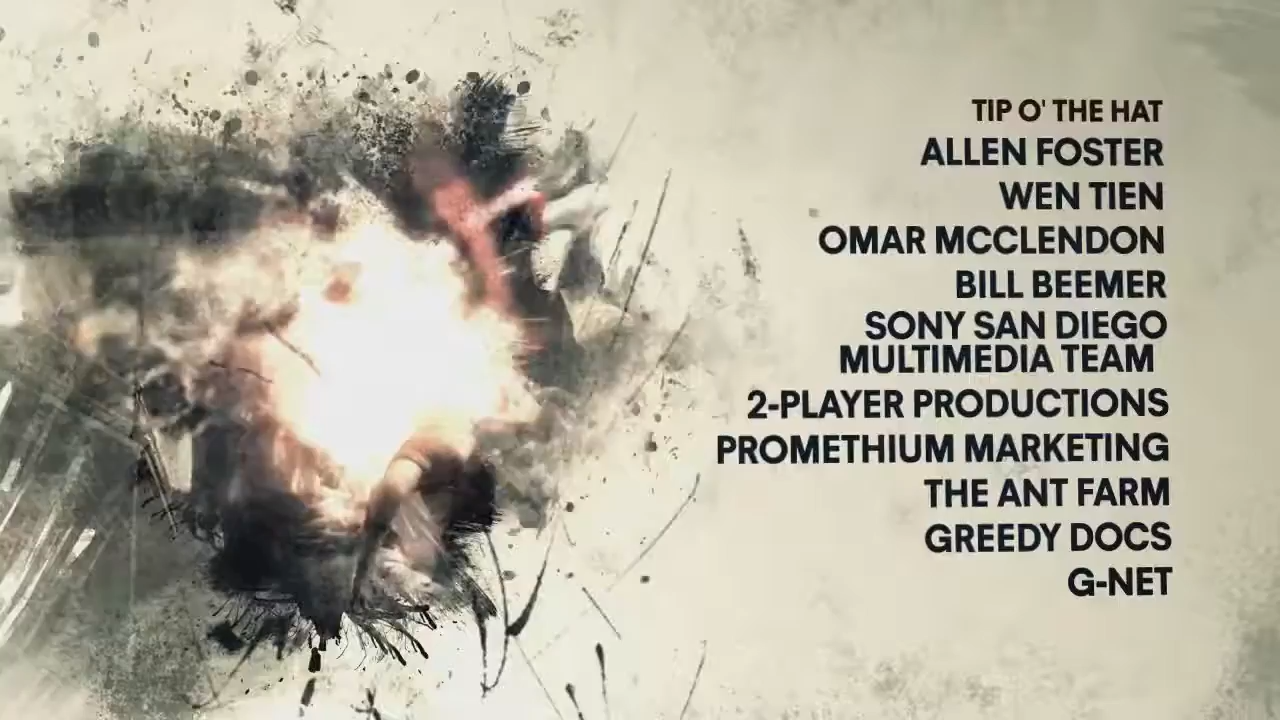 TIP O' THE HAT
ALLEN FOSTER
WEN TIEN
OMAR MCCLENDON
BILL BEEMER
SONY SAN DIEGO
MULTIMEDIA TEAM
2-PLAYER PRODUCTIONS
PROMETHIUM MARKETING
THE ANT FARM
GREEDY DOCS
G-NET